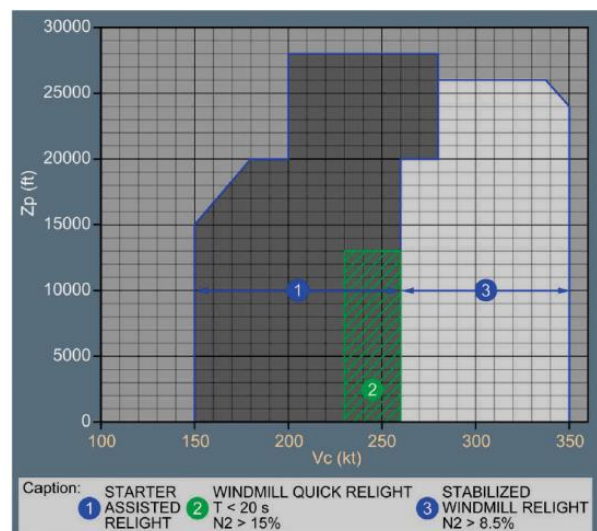 30000
25000
20000
15000
10000
5000
0
Zp (ft)
1
3
2
100 150 200 250 300 350
Vc (kt)
Caption:
1 STARTER ASSISTED RELIGHT
2 WINDMILL QUICK RELIGHT T < 20 s N2 > 15%
3 STABILIZED WINDMILL RELIGHT N2 > 8.5%